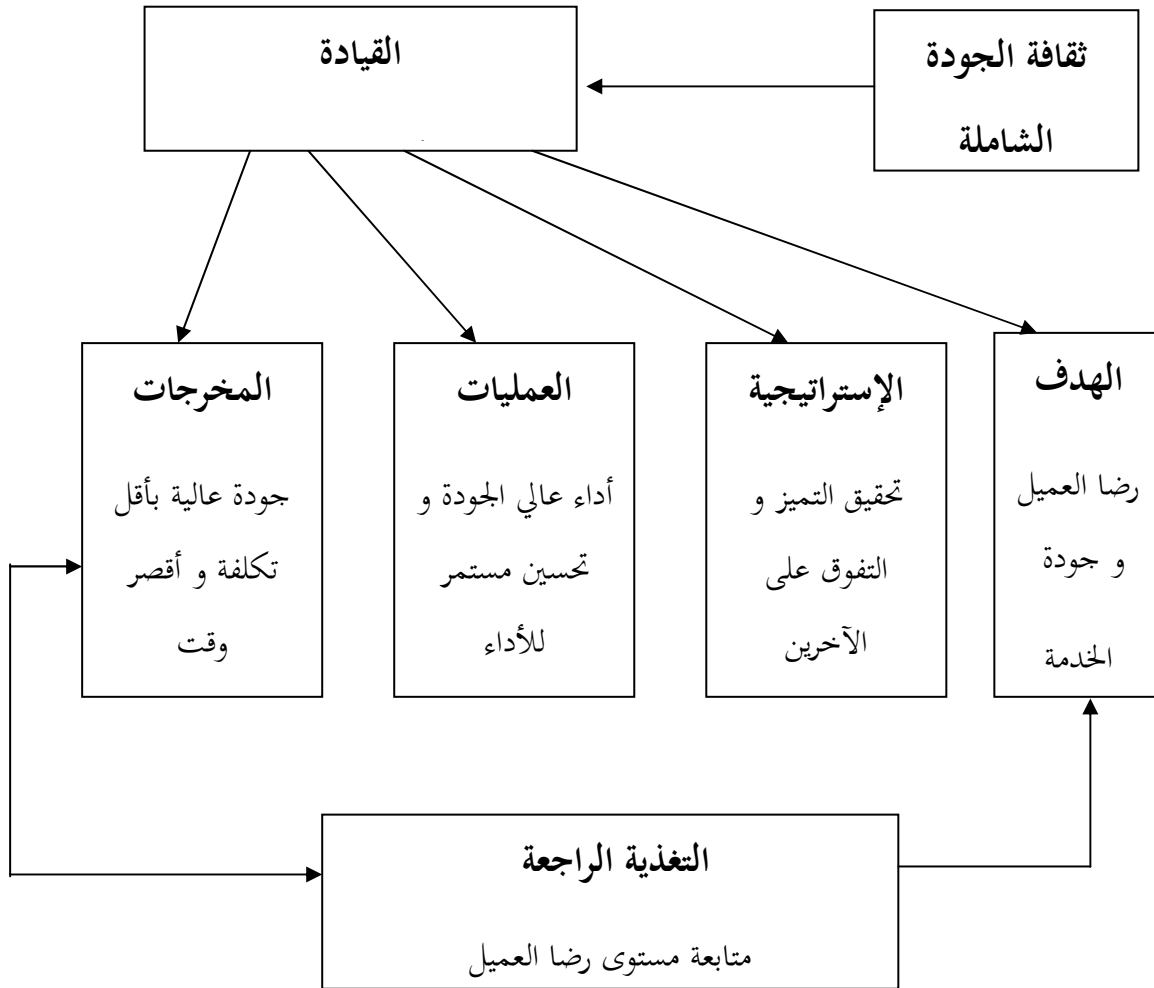 ثقافة الجودة
الشاملة
القيادة
الهدف
رضا العميل
و جودة
الخدمة
الإستراتيجية
تحقيق التميز و
التفوق على
الآخرين
العمليات
أداء عالي الجودة و
تحسين مستمر
للأداء
المخرجات
جودة عالية بأقل
تكلفة و أقصر
وقت
التغذية الراجعة
متابعة مستوى رضا العميل